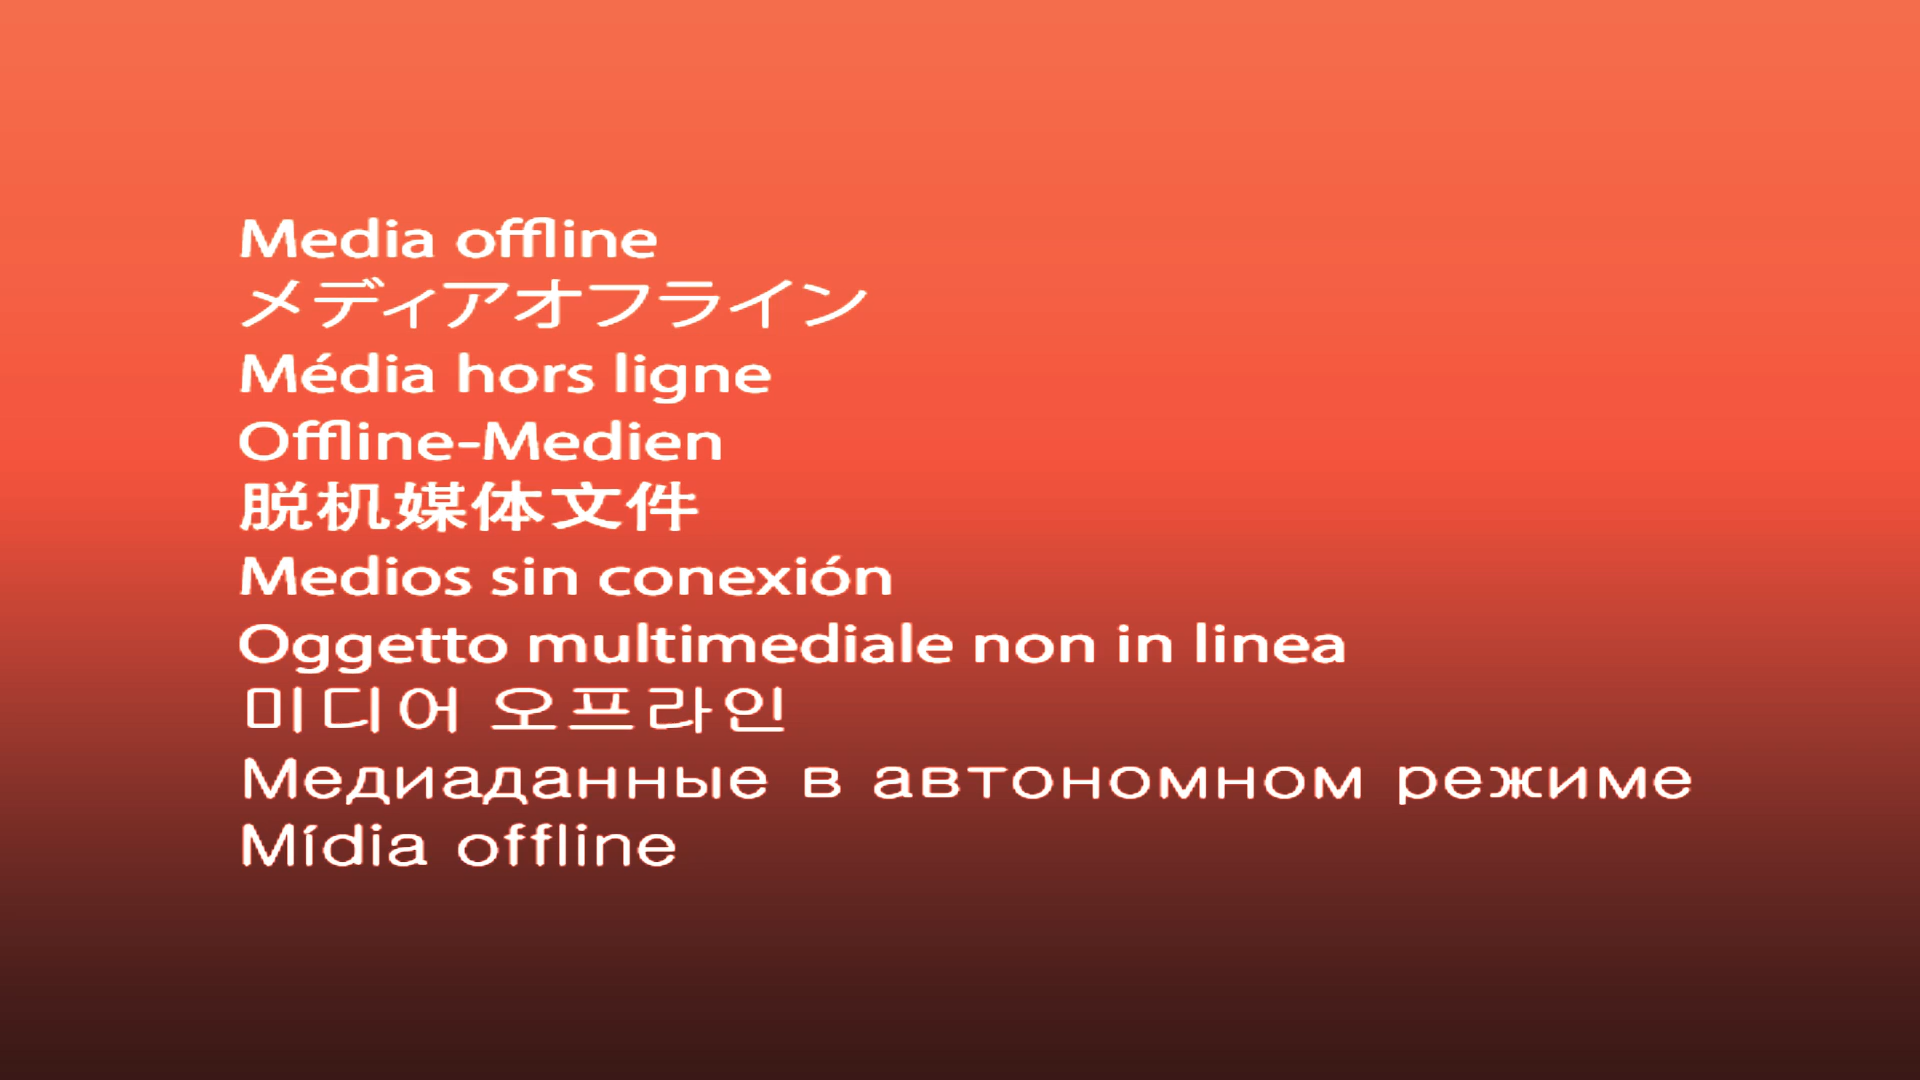 Media offline
メディアオフライン
Média hors ligne
Offline-Medien
脱机媒体文件
Medios sin conexión
Oggetto multimediale non in linea
미디어 오프라인
Медиаданные в автономном режиме
Mídia offline